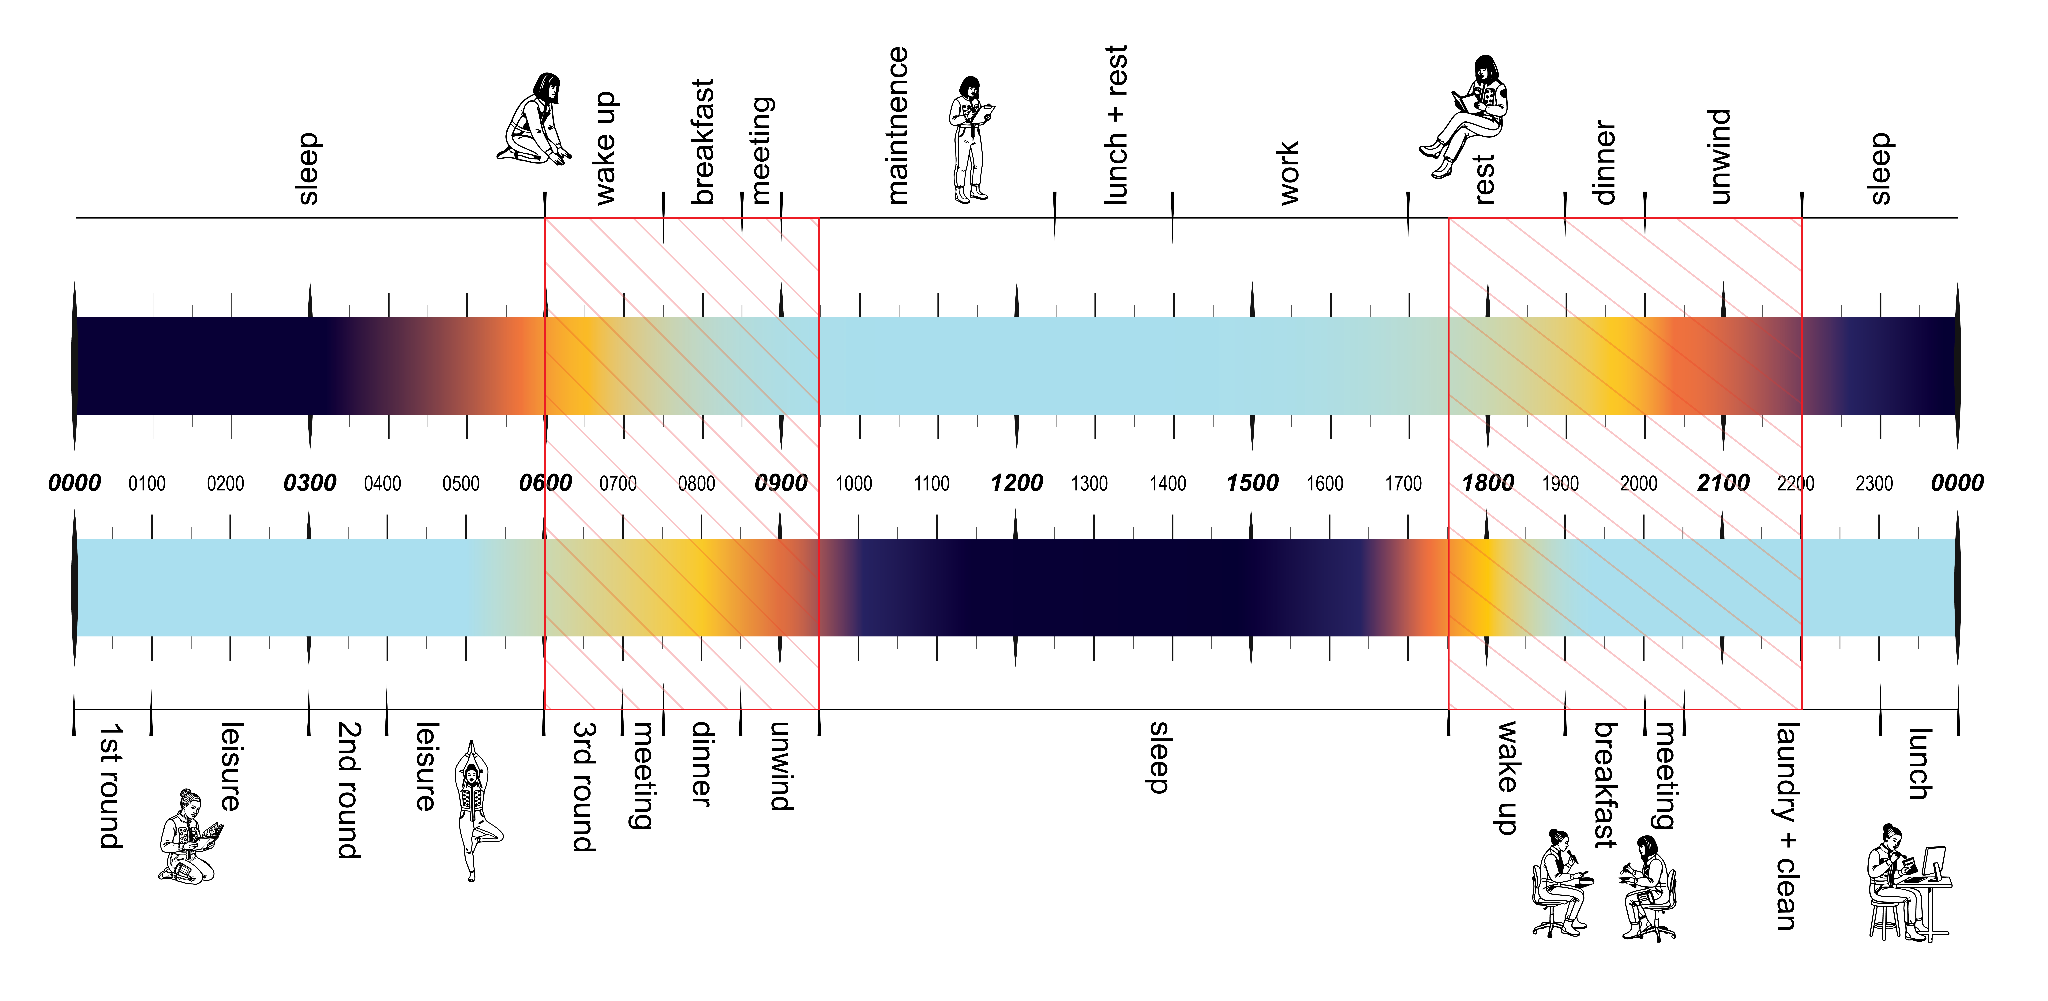 sleep
wake up
breakfast
meeting
maintnence
lunch + rest
work
rest
dinner
unwind
sleep
0000 0100 0200 0300 0400 0500 0600 0700 0800 0900 1000 1100 1200 1300 1400 1500 1600 1700 1800 1900 2000 2100 2200 2300 0000
1st round
leisure
2nd round
leisure
3rd round
meeting
dinner
unwind
sleep
wake up
breakfast
meeting
laundry + clean
lunch